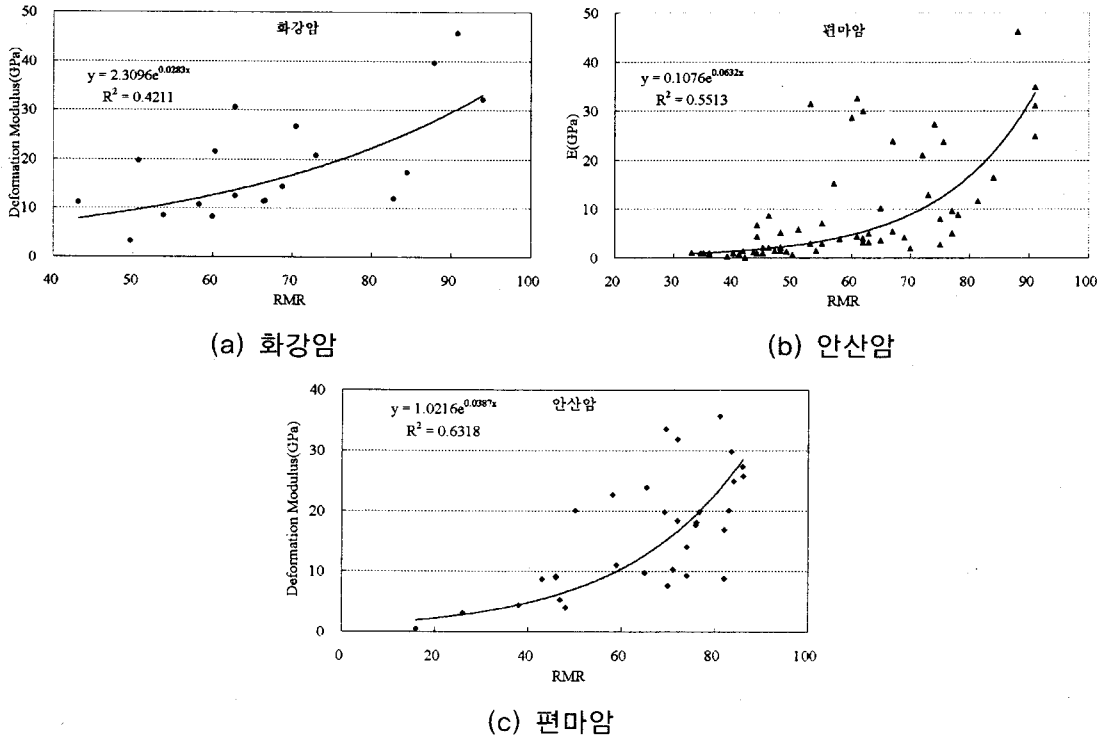 화강암
y = 2.3096e^0.0283x
R² = 0.4211
Deformation Modulus(GPa)
50
40
30
20
10
0
40 50 60 70 80 90 100
RMR
(a) 화강암
편마암
y = 0.1076e^0.0632x
R² = 0.5513
E(GPa)
50
40
30
20
10
0
20 30 40 50 60 70 80 90 100
RMR
(b) 안산암
안산암
y = 1.0216e^0.0387x
R² = 0.6318
Deformation Modulus(GPa)
40
30
20
10
0
0 20 40 60 80 100
RMR
(c) 편마암